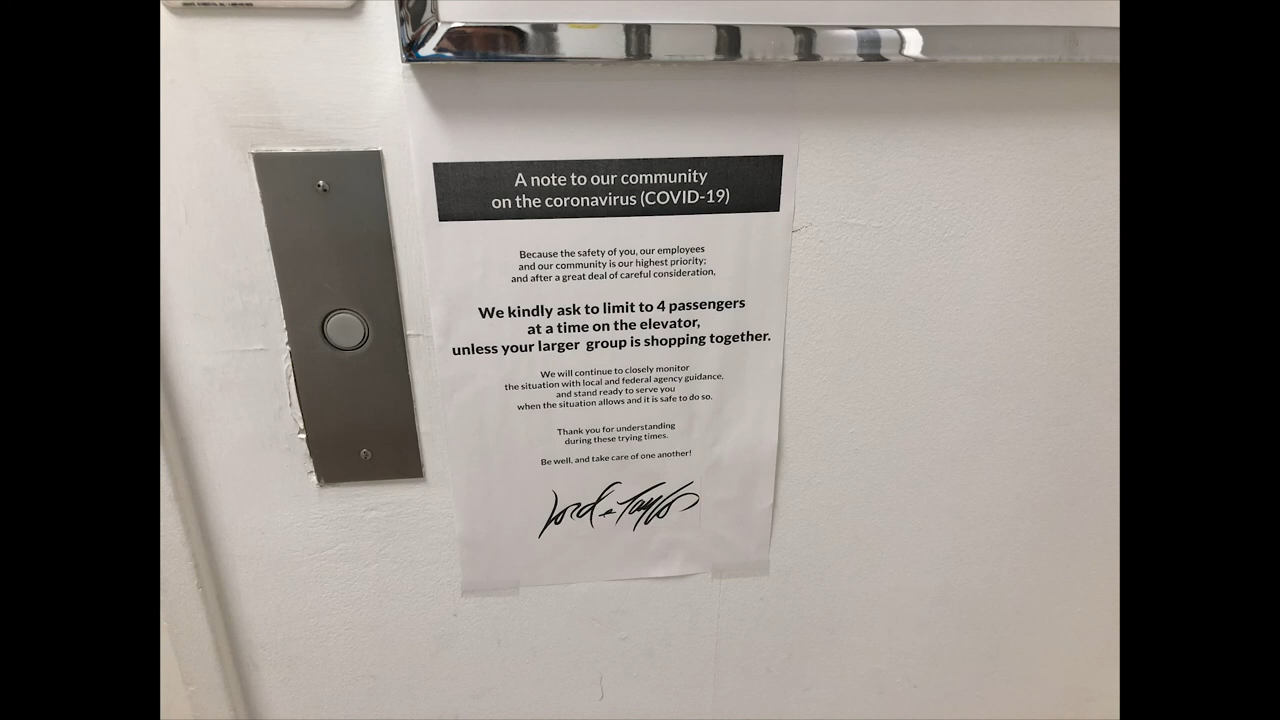 A note to our community
on the coronavirus (COVID-19)
Because the safety of you, our employees
and our community is our highest priority;
and after a great deal of careful consideration,
We kindly ask to limit to 4 passengers
at a time on the elevator,
unless your larger group is shopping together.
We will continue to closely monitor
the situation with local and federal agency guidance,
and stand ready to serve you
when the situation allows and it is safe to do so.
Thank you for understanding
during these trying times.
Be well, and take care of one another!
Lord & Taylor